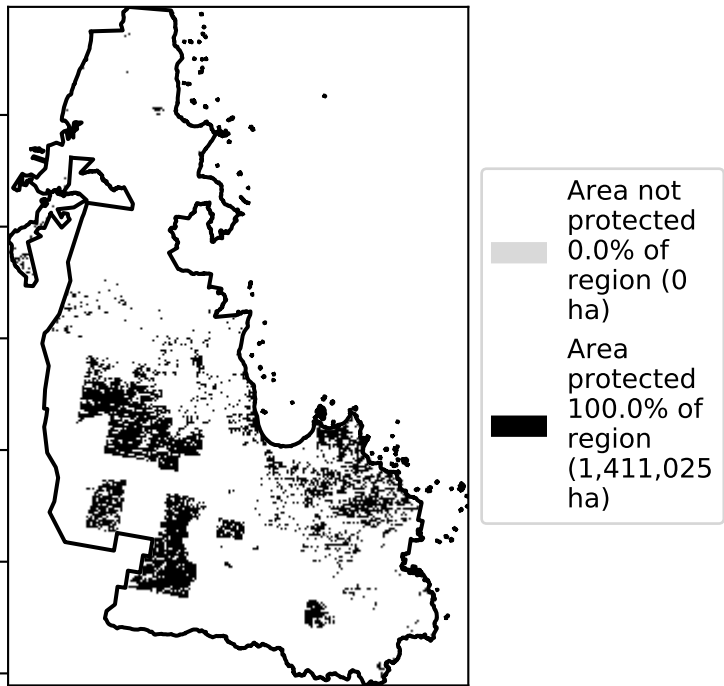 Area not
protected
0.0% of
region (0
ha)
Area
protected
100.0% of
region
(1,411,025
ha)